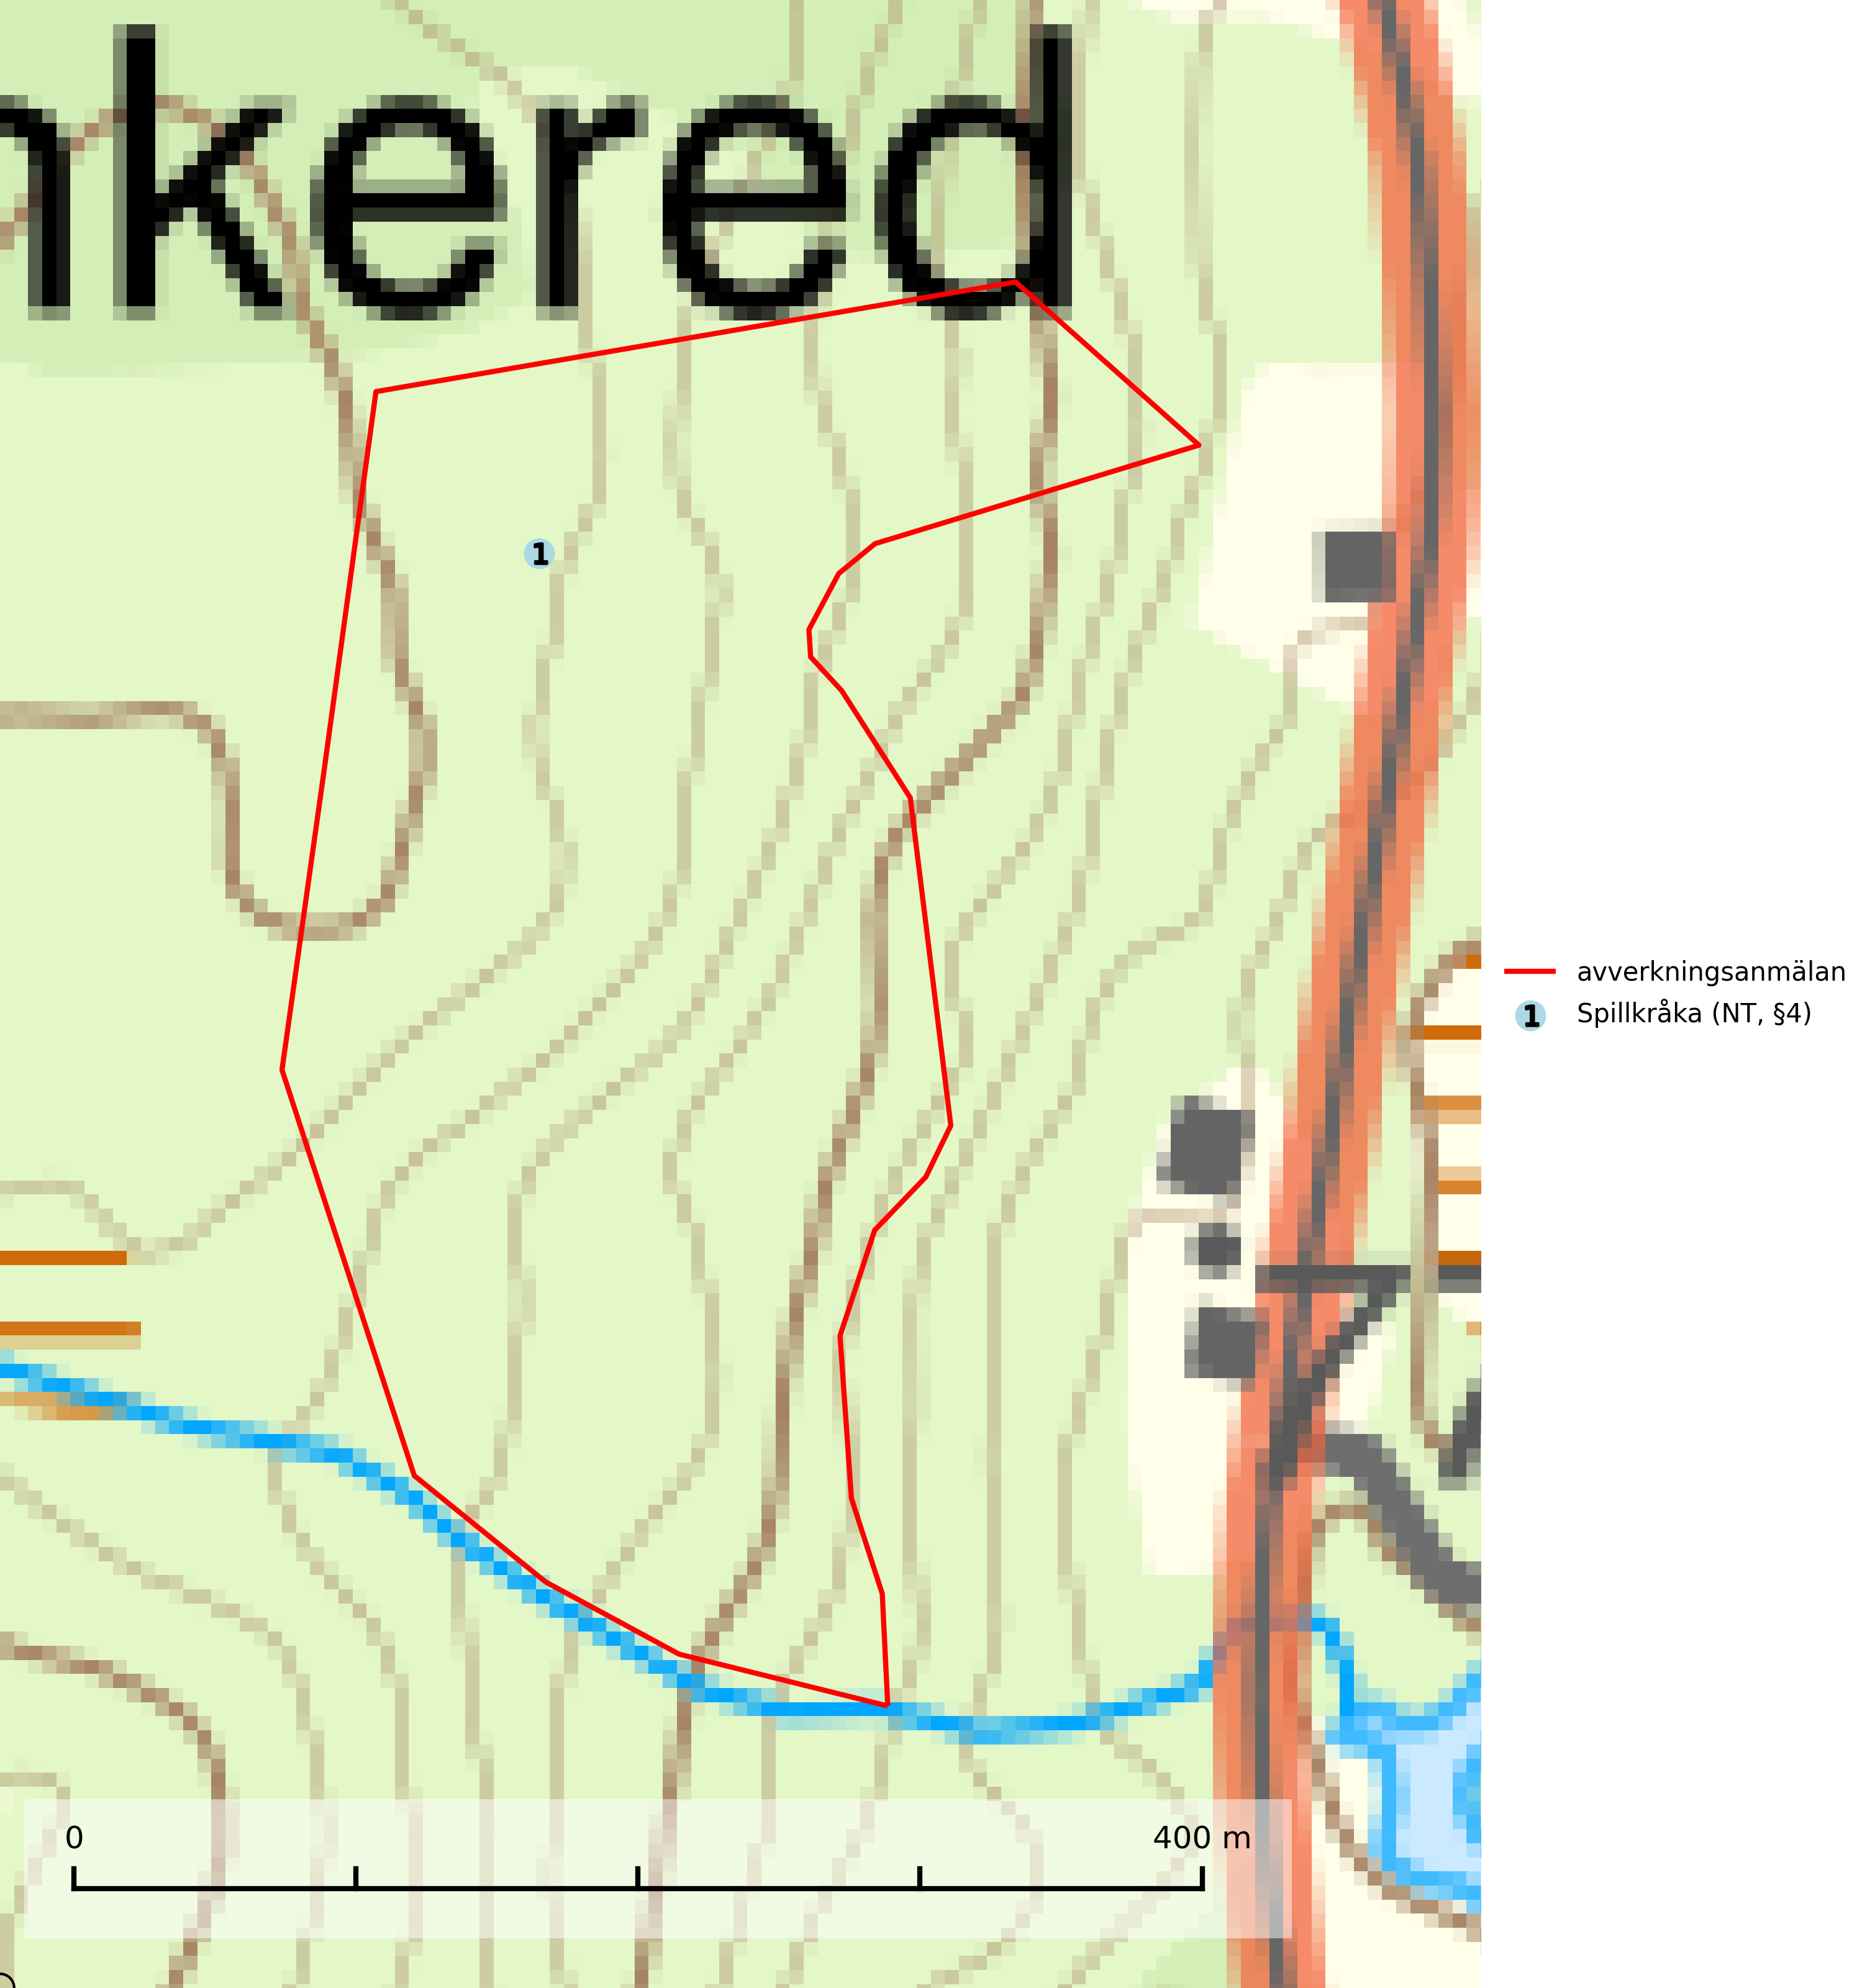 nkered
1
avverkningsanmälan
1 Spillkråka (NT, §4)
0 400 m